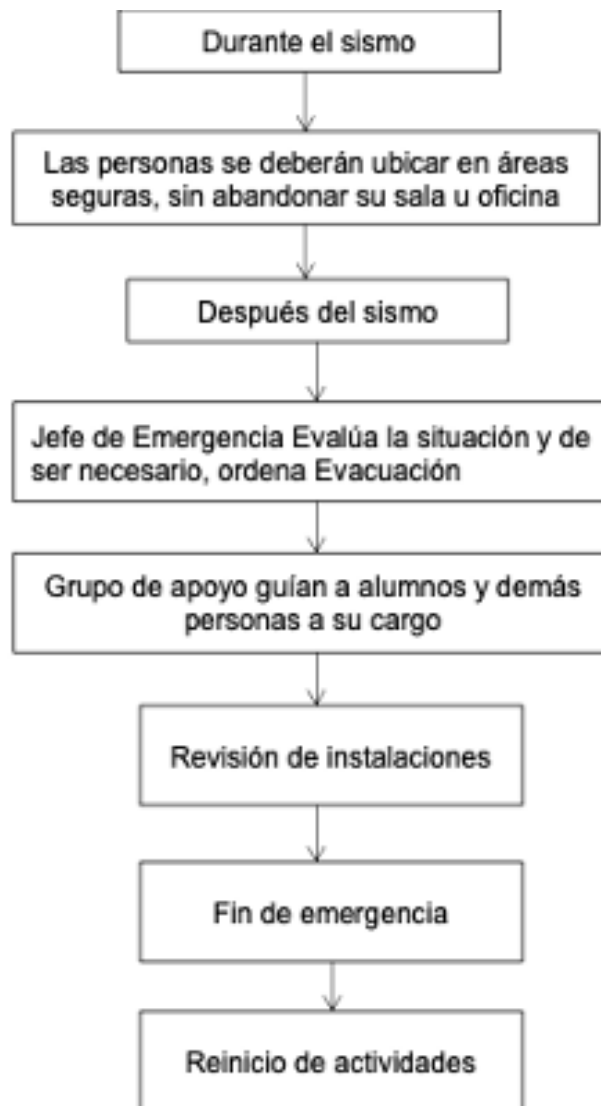 Durante el sismo
Las personas se deberán ubicar en áreas
seguras, sin abandonar su sala u oficina
Después del sismo
Jefe de Emergencia Evalúa la situación y de
ser necesario, ordena Evacuación
Grupo de apoyo guían a alumnos y demás
personas a su cargo
Revisión de instalaciones
Fin de emergencia
Reinicio de actividades